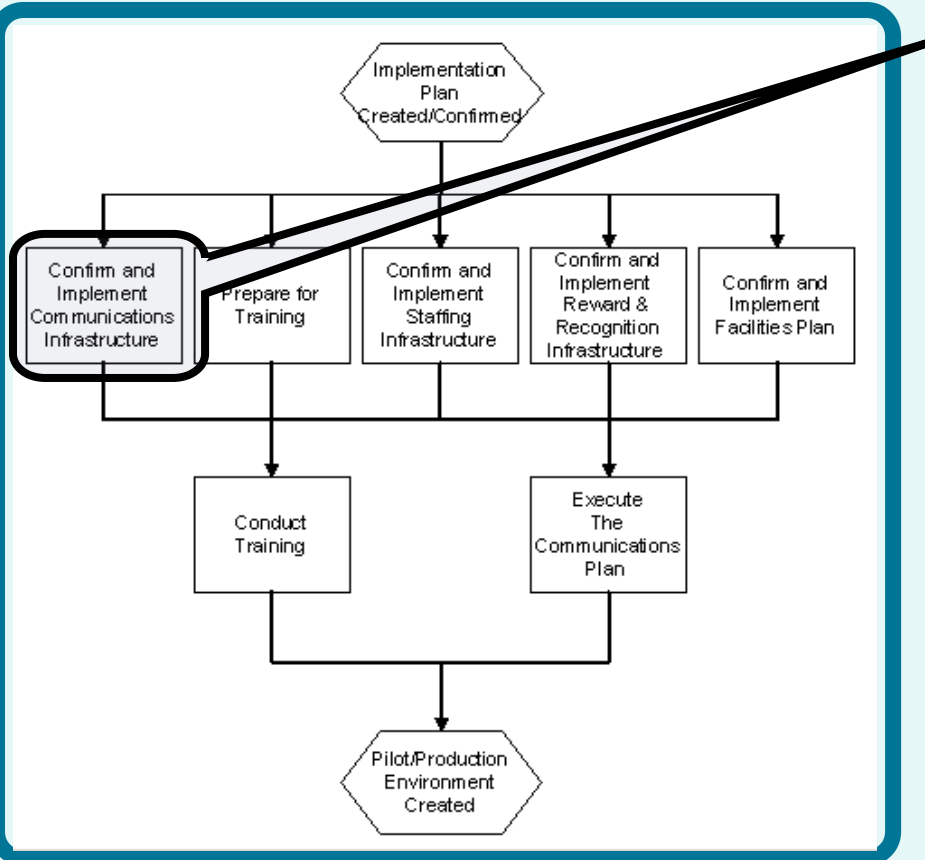 Implementation
Plan
Created/Confirmed
Confirm and
Implement
Communications
Infrastructure
Prepare for
Training
Confirm and
Implement
Staffing
Infrastructure
Confirm and
Implement
Reward &
Recognition
Infrastructure
Confirm and
Implement
Facilities Plan
Conduct
Training
Execute
The
Communications
Plan
Pilot/Production
Environment
Created